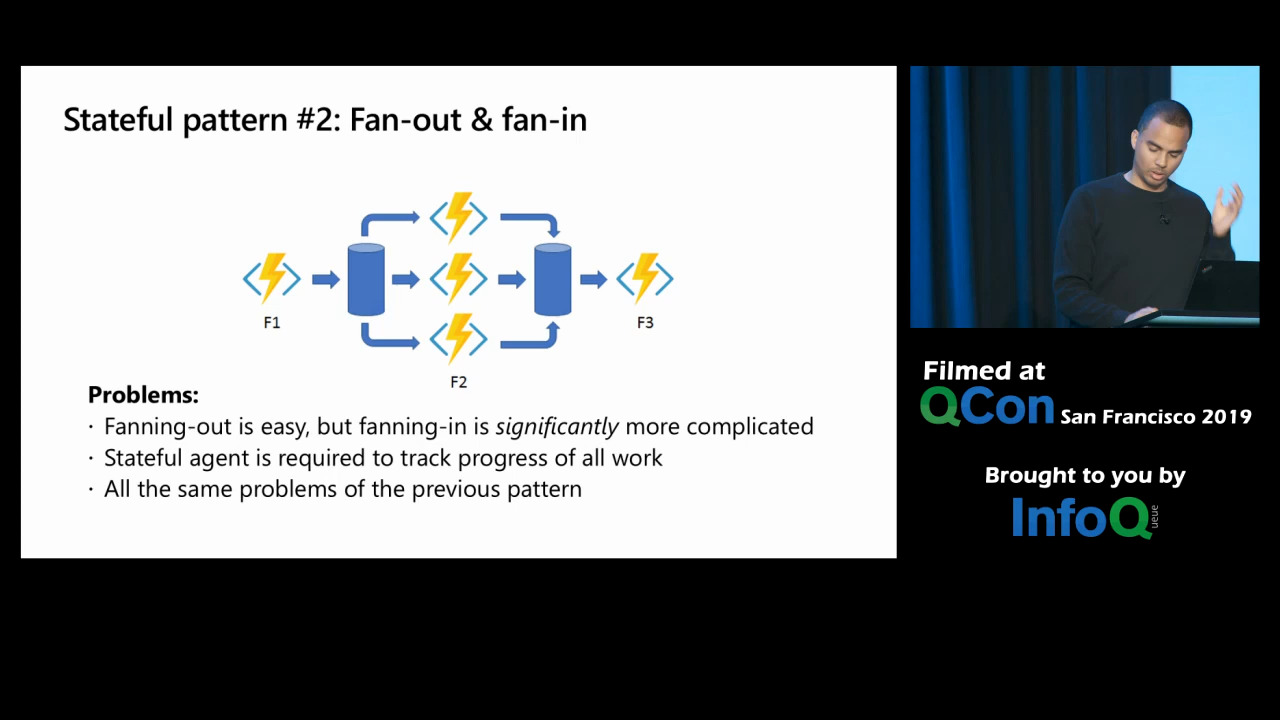 Stateful pattern #2: Fan-out & fan-in
F1
F3
F2
Problems:
· Fanning-out is easy, but fanning-in is significantly more complicated
· Stateful agent is required to track progress of all work
· All the same problems of the previous pattern
Filmed at
QCon San Francisco 2019
Brought to you by
InfoQueue